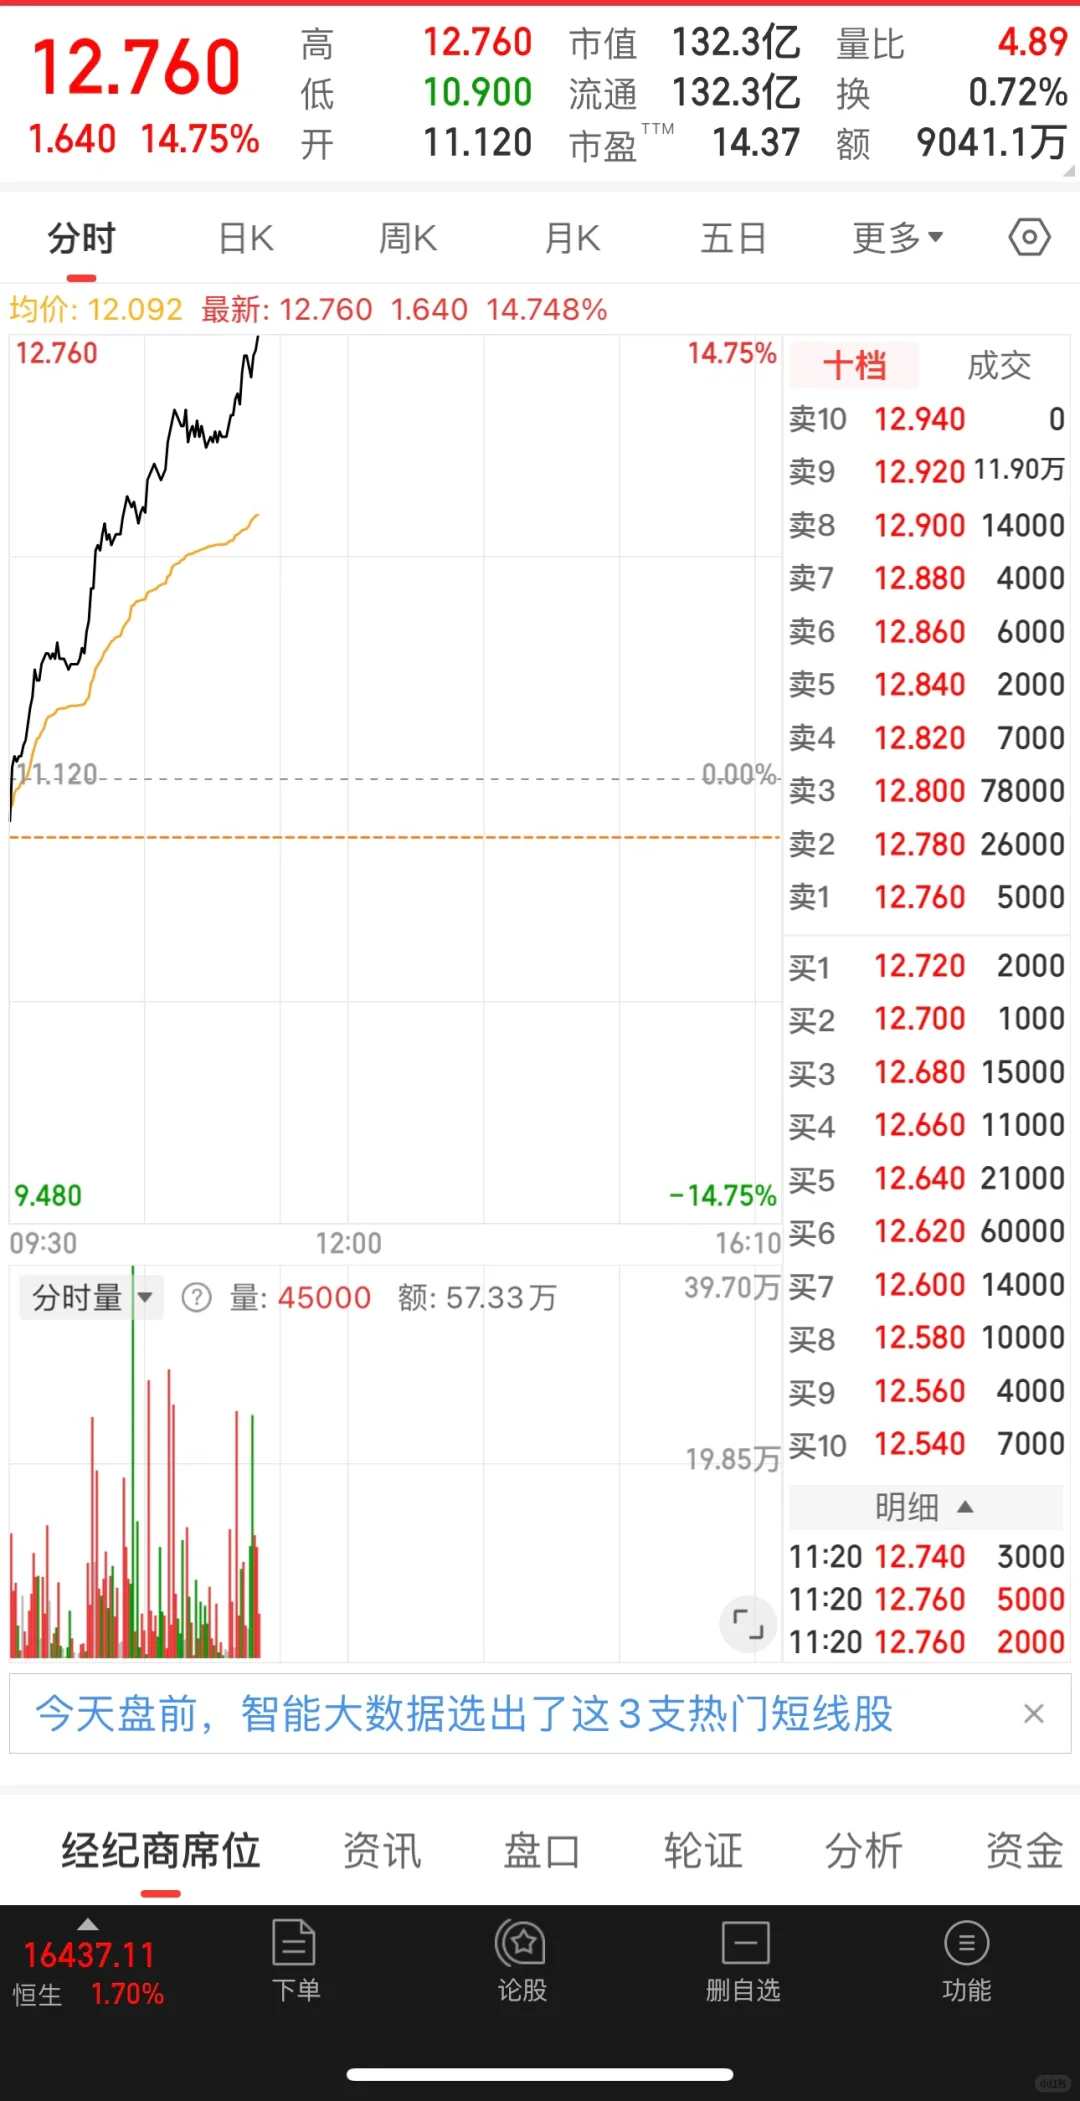 12.760 高 12.760 市值 132.3亿 量比 4.89
低 10.900 流通 132.3亿 换 0.72%
1.640 14.75% 开 11.120 市盈TTM 14.37 额 9041.1万
分时 日K 周K 月K 五日 更多
均价: 12.092 最新: 12.760 1.640 14.748%
12.760 14.75%
11.120 0.00%
9.480 -14.75%
09:30 12:00 16:10
分时量 ? 量: 45000 额: 57.33万 39.70万
19.85万
十档 成交
卖10 12.940 0
卖9 12.920 11.90万
卖8 12.900 14000
卖7 12.880 4000
卖6 12.860 6000
卖5 12.840 2000
卖4 12.820 7000
卖3 12.800 78000
卖2 12.780 26000
卖1 12.760 5000
买1 12.720 2000
买2 12.700 1000
买3 12.680 15000
买4 12.660 11000
买5 12.640 21000
买6 12.620 60000
买7 12.600 14000
买8 12.580 10000
买9 12.560 4000
买10 12.540 7000
明细
11:20 12.740 3000
11:20 12.760 5000
11:20 12.760 2000
今天盘前，智能大数据选出了这3支热门短线股
经纪商席位 资讯 盘口 轮证 分析 资金
16437.11
恒生 1.70%
下单 论股 删自选 功能